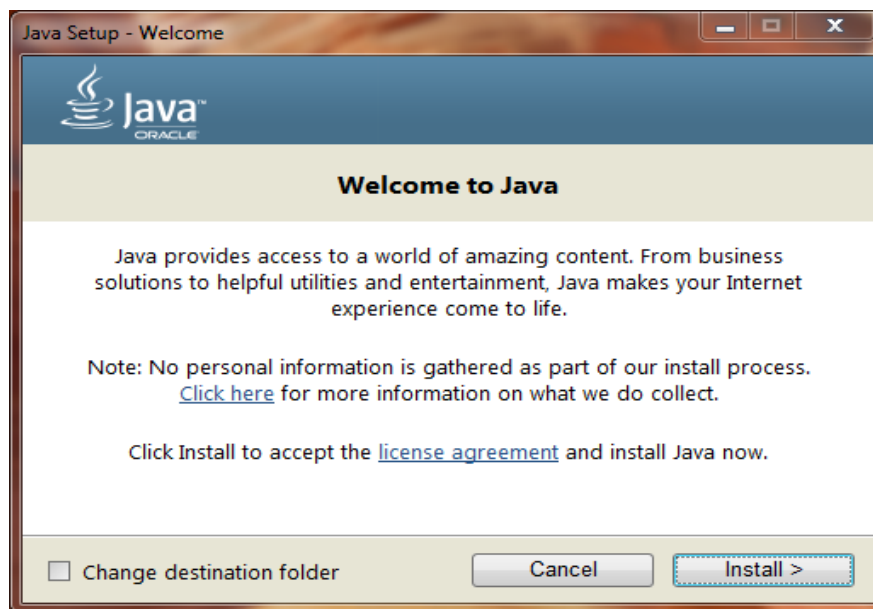 Java Setup - Welcome
Java™
ORACLE
Welcome to Java
Java provides access to a world of amazing content. From business
solutions to helpful utilities and entertainment, Java makes your Internet
experience come to life.
Note: No personal information is gathered as part of our install process.
Click here for more information on what we do collect.
Click Install to accept the license agreement and install Java now.
Change destination folder
Cancel
Install >